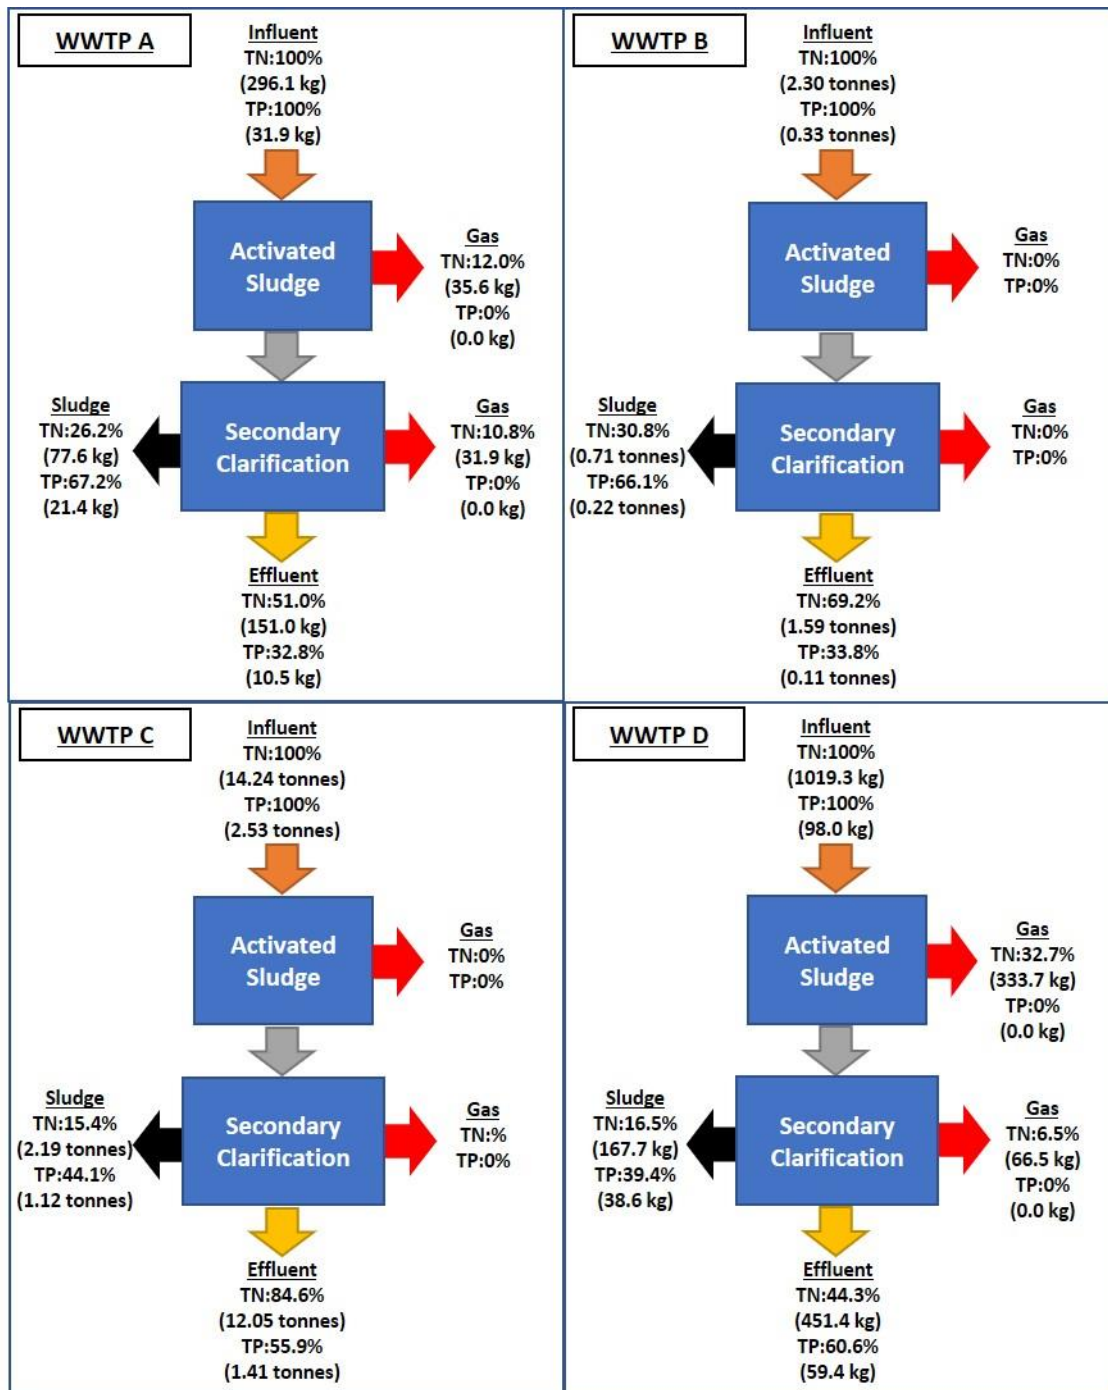 WWTP A
Influent
TN:100%
(296.1 kg)
TP:100%
(31.9 kg)
Activated
Sludge
Gas
TN:12.0%
(35.6 kg)
TP:0%
(0.0 kg)
Sludge
TN:26.2%
(77.6 kg)
TP:67.2%
(21.4 kg)
Secondary
Clarification
Gas
TN:10.8%
(31.9 kg)
TP:0%
(0.0 kg)
Effluent
TN:51.0%
(151.0 kg)
TP:32.8%
(10.5 kg)
WWTP B
Influent
TN:100%
(2.30 tonnes)
TP:100%
(0.33 tonnes)
Activated
Sludge
Gas
TN:0%
TP:0%
Sludge
TN:30.8%
(0.71 tonnes)
TP:66.1%
(0.22 tonnes)
Secondary
Clarification
Gas
TN:0%
TP:0%
Effluent
TN:69.2%
(1.59 tonnes)
TP:33.8%
(0.11 tonnes)
WWTP C
Influent
TN:100%
(14.24 tonnes)
TP:100%
(2.53 tonnes)
Activated
Sludge
Gas
TN:0%
TP:0%
Sludge
TN:15.4%
(2.19 tonnes)
TP:44.1%
(1.12 tonnes)
Secondary
Clarification
Gas
TN:%
TP:0%
Effluent
TN:84.6%
(12.05 tonnes)
TP:55.9%
(1.41 tonnes)
WWTP D
Influent
TN:100%
(1019.3 kg)
TP:100%
(98.0 kg)
Activated
Sludge
Gas
TN:32.7%
(333.7 kg)
TP:0%
(0.0 kg)
Sludge
TN:16.5%
(167.7 kg)
TP:39.4%
(38.6 kg)
Secondary
Clarification
Gas
TN:6.5%
(66.5 kg)
TP:0%
(0.0 kg)
Effluent
TN:44.3%
(451.4 kg)
TP:60.6%
(59.4 kg)